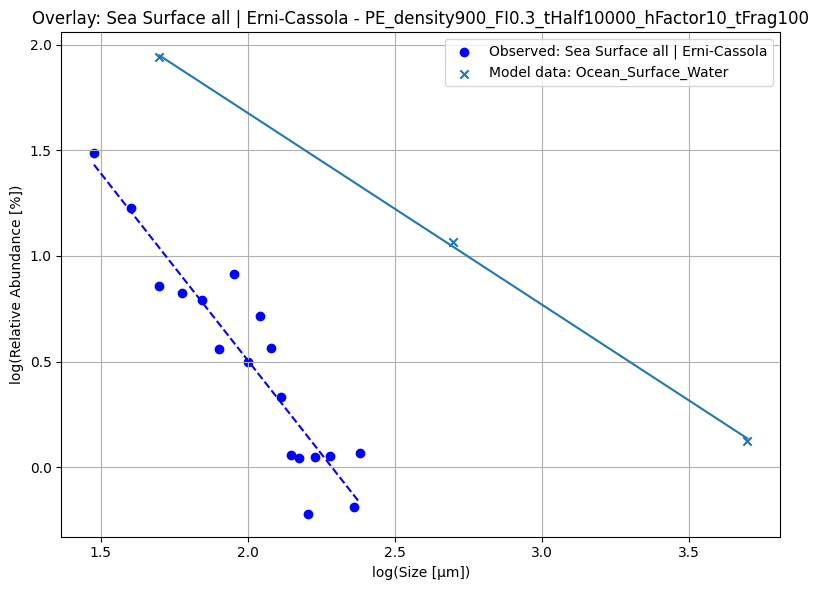 Overlay: Sea Surface all | Erni-Cassola - PE_density900_FI0.3_tHalf10000_hFactor10_tFrag100
Observed: Sea Surface all | Erni-Cassola
Model data: Ocean_Surface_Water
log(Relative Abundance [%])
2.0
1.5
1.0
0.5
0.0
1.5
2.0
2.5
3.0
3.5
log(Size [µm])